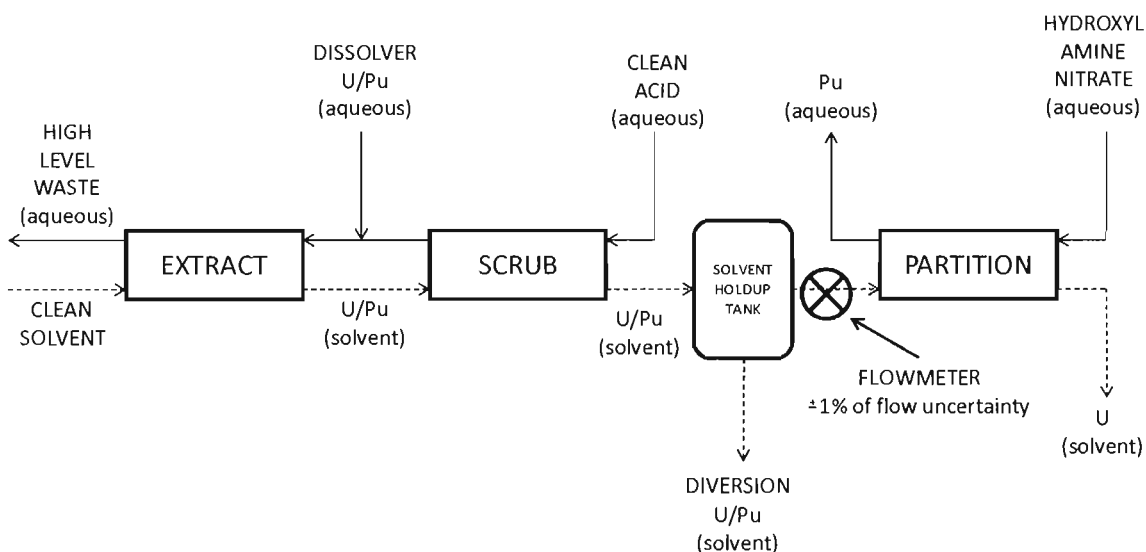 HYDROXYL
AMINE
NITRATE
(aqueous)
DISSOLVER
U/Pu
(aqueous)
CLEAN
ACID
(aqueous)
Pu
(aqueous)
HIGH
LEVEL
WASTE
(aqueous)
EXTRACT
SCRUB
SOLVENT
HOLDUP
TANK
PARTITION
CLEAN
SOLVENT
U/Pu
(solvent)
U/Pu
(solvent)
FLOWMETER
±1% of flow uncertainty
U
(solvent)
DIVERSION
U/Pu
(solvent)